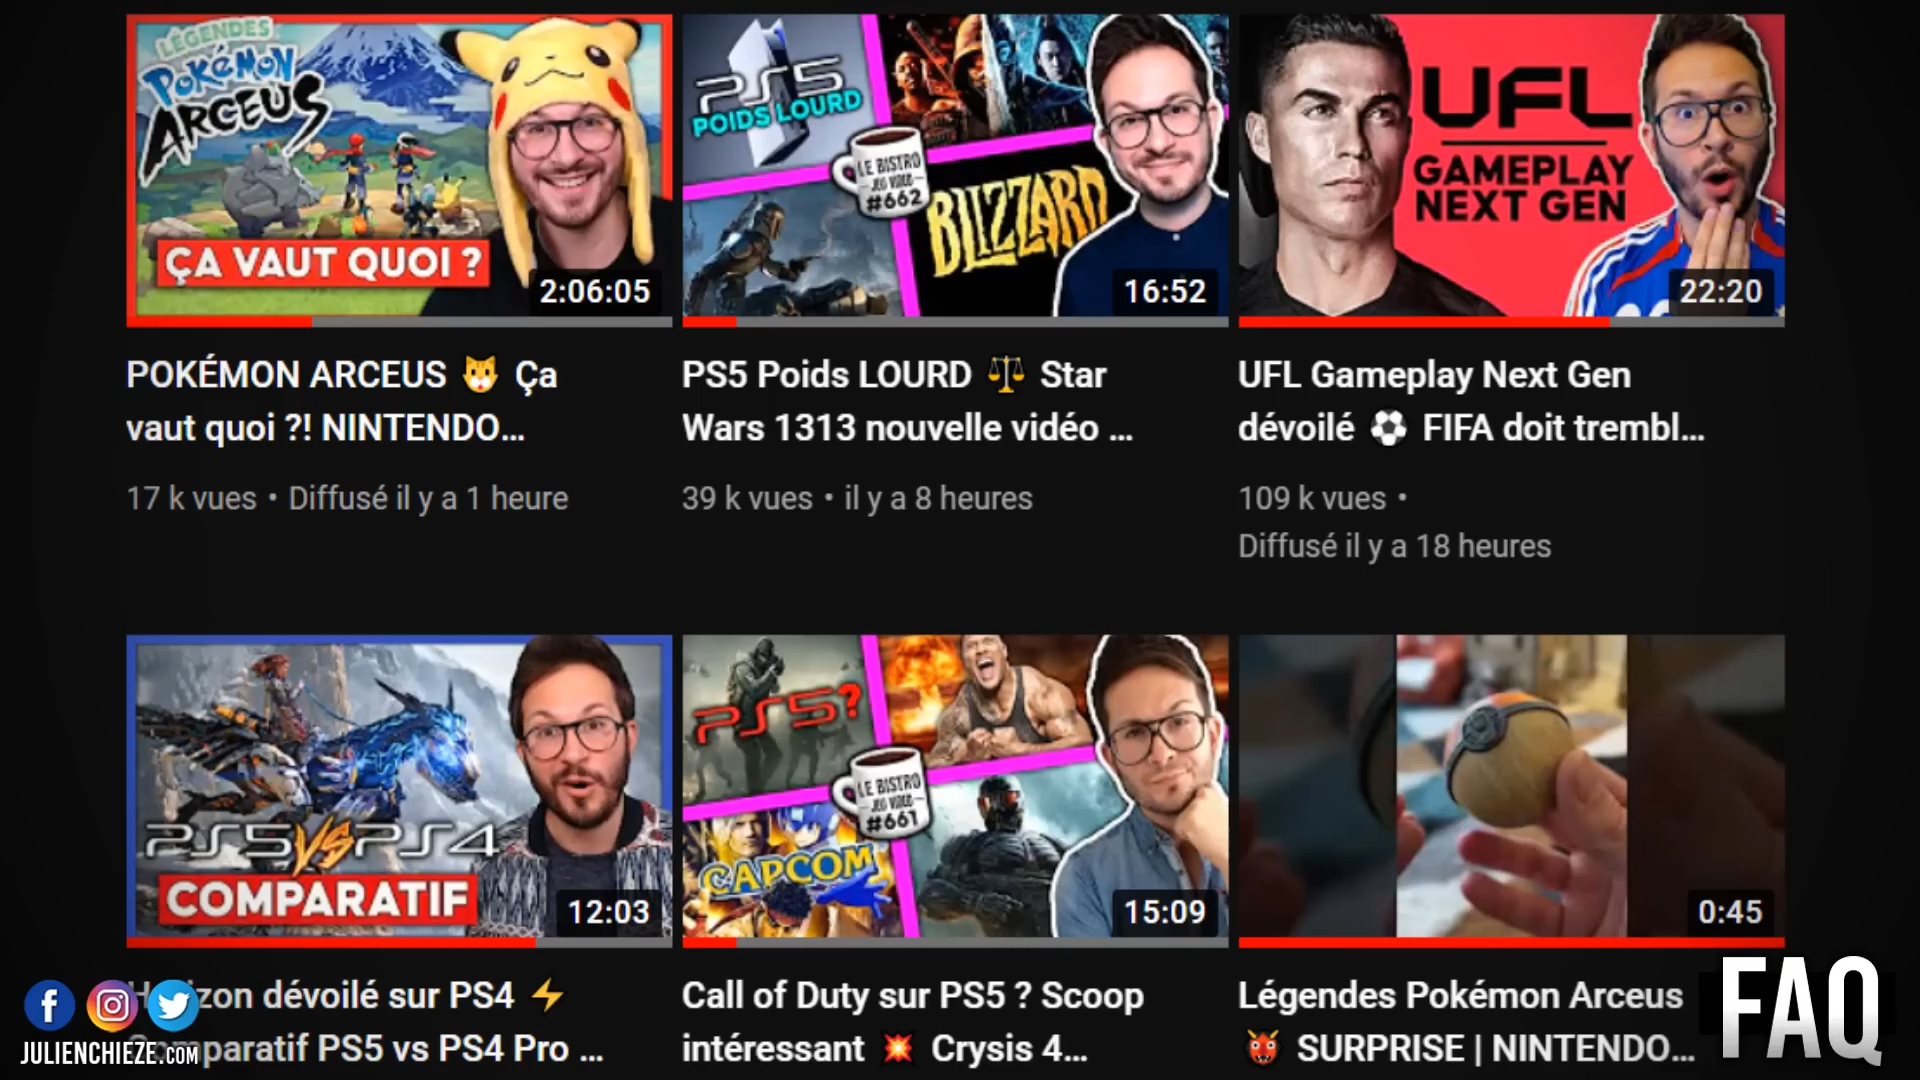 LÉGENDES
POKÉMON
ARCEUS
ÇA VAUT QUOI ?
2:06:05
PS5
POIDS LOURD
LE BISTRO
JEU VIDEO
#662
BLIZZARD
16:52
UFL
GAMEPLAY
NEXT GEN
22:20
POKÉMON ARCEUS 🐱 Ça
vaut quoi ?! NINTENDO...
17 k vues • Diffusé il y a 1 heure
PS5 Poids LOURD ⚖️ Star
Wars 1313 nouvelle vidéo ...
39 k vues • il y a 8 heures
UFL Gameplay Next Gen
dévoilé ⚽ FIFA doit trembl...
109 k vues •
Diffusé il y a 18 heures
PS5 VS PS4
COMPARATIF
12:03
PS5?
LE BISTRO
JEU VIDEO
#661
CAPCOM
15:09
0:45
zon dévoilé sur PS4 ⚡
mparatif PS5 vs PS4 Pro ...
Call of Duty sur PS5 ? Scoop
intéressant 💥 Crysis 4...
Légendes Pokémon Arceus
👹 SURPRISE | NINTENDO...
JULIENCHIEZE.COM
FAQ